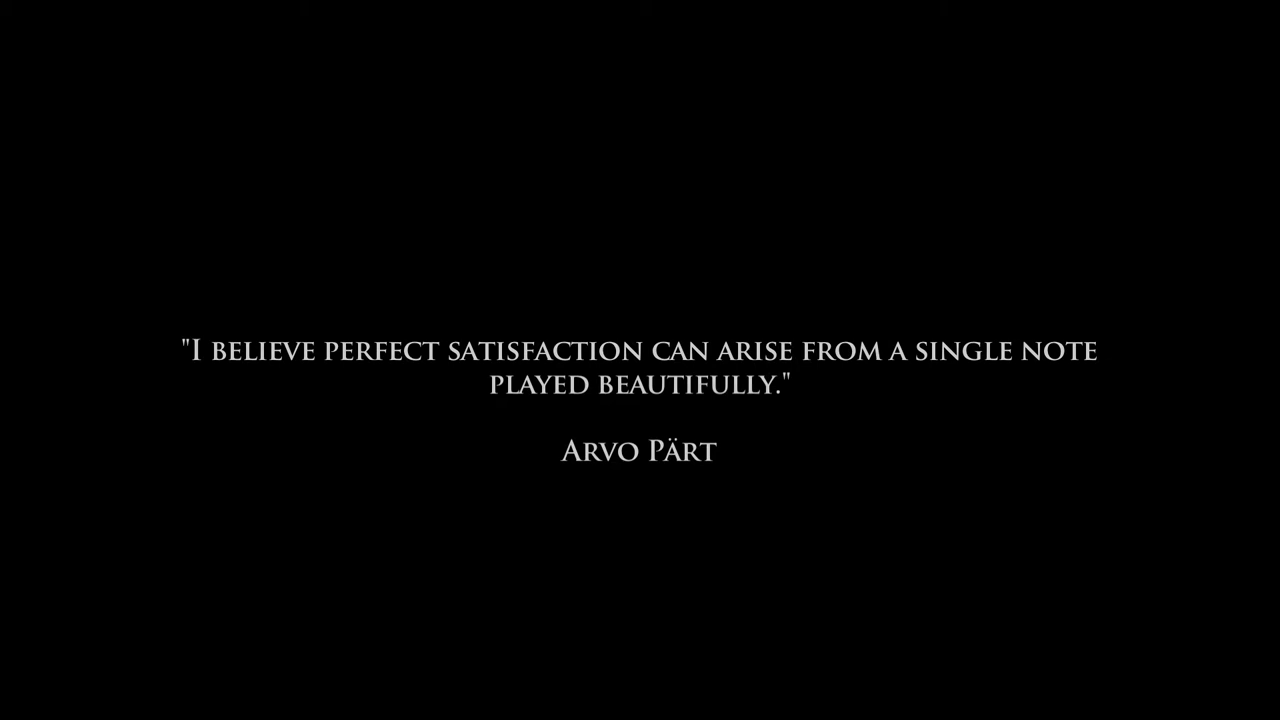 "I believe perfect satisfaction can arise from a single note
played beautifully."
Arvo Pärt